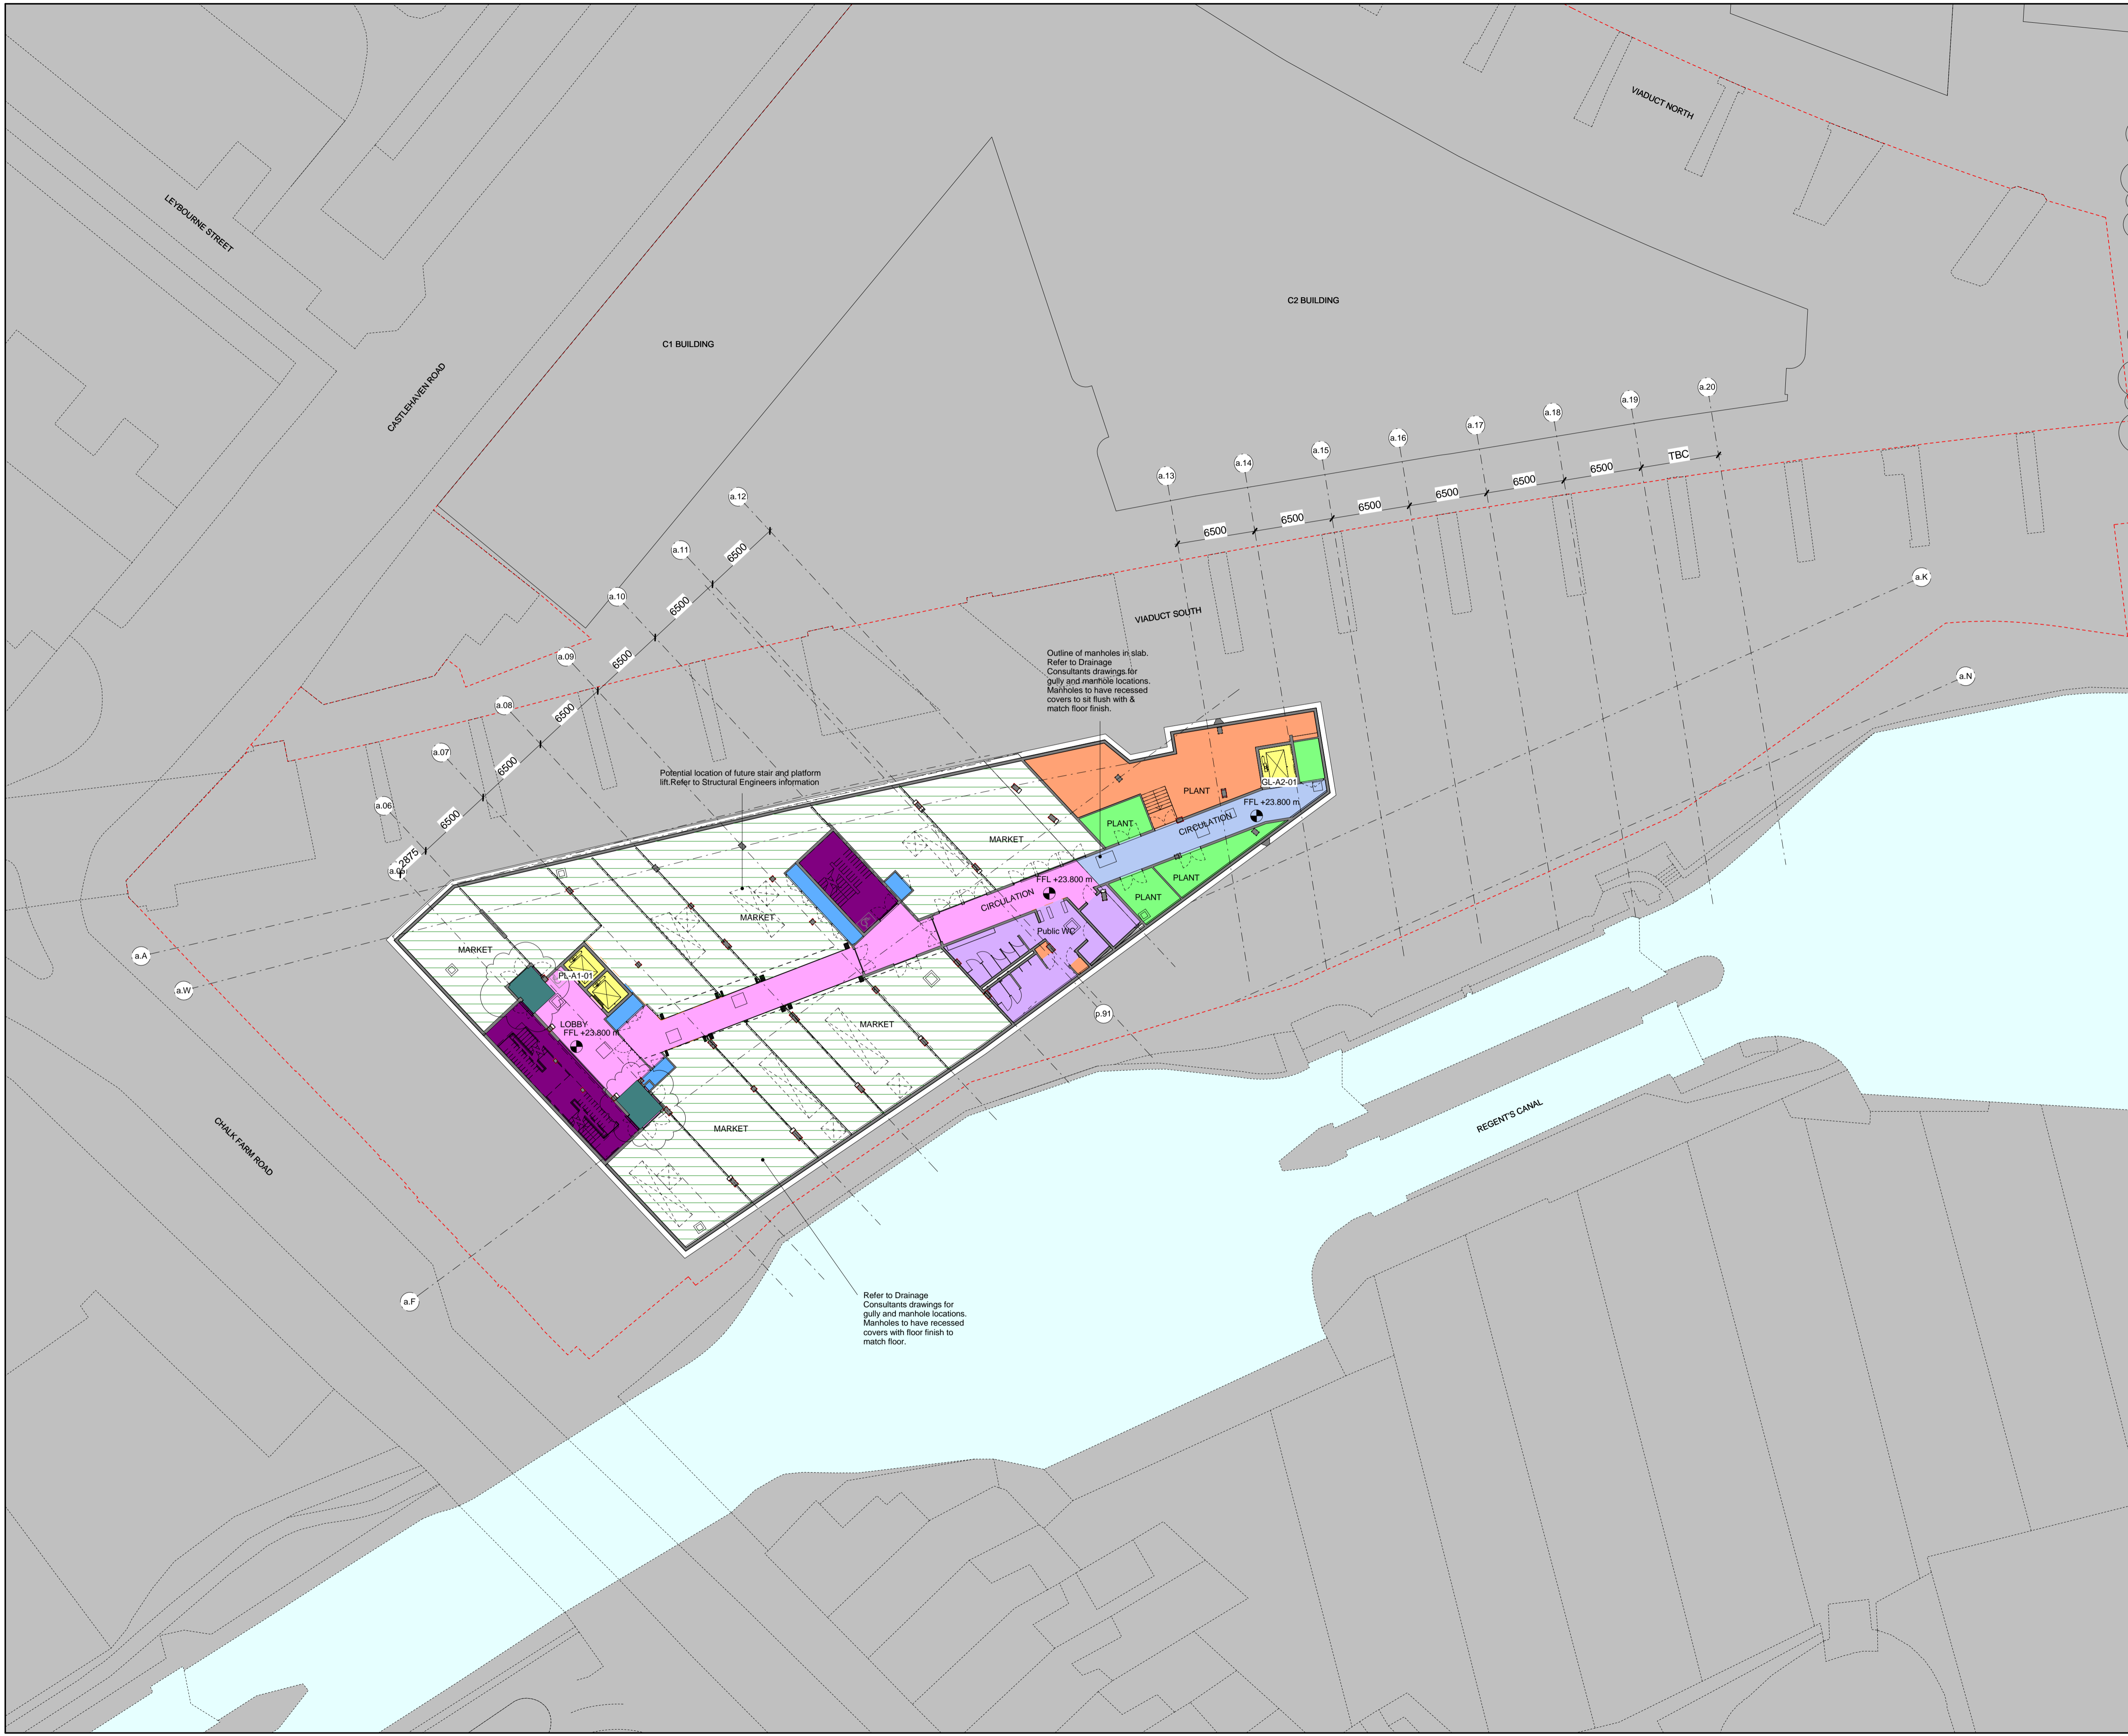 VIADUCT NORTH
LEYBOURNE STREET
C2 BUILDING
C1 BUILDING
CASTLEHAVEN ROAD
a.20
a.19
a.18
a.17
a.16
a.15
a.14
a.13
TBC
6500
6500
6500
6500
6500
6500
a.12
a.11
a.10
a.09
a.08
a.07
a.06
a.05
6500
6500
6500
6500
6500
6500
2875
a.K
a.N
VIADUCT SOUTH
Outline of manholes in slab.
Refer to Drainage
Consultants drawings for
gully and manhole locations.
Manholes to have recessed
covers to sit flush with &
match floor finish.
Potential location of future stair and platform
lift.Refer to Structural Engineers information
GL-A2-01
PLANT
FFL +23.800 m
PLANT
CIRCULATION
MARKET
PLANT
FFL +23.800 m
PLANT
CIRCULATION
MARKET
Public WC
MARKET
a.A
PL-A1-01
a.W
p.91
LOBBY
FFL +23.800 m
MARKET
MARKET
REGENT'S CANAL
CHALK FARM ROAD
a.F
Refer to Drainage
Consultants drawings for
gully and manhole locations.
Manholes to have recessed
covers with floor finish to
match floor.